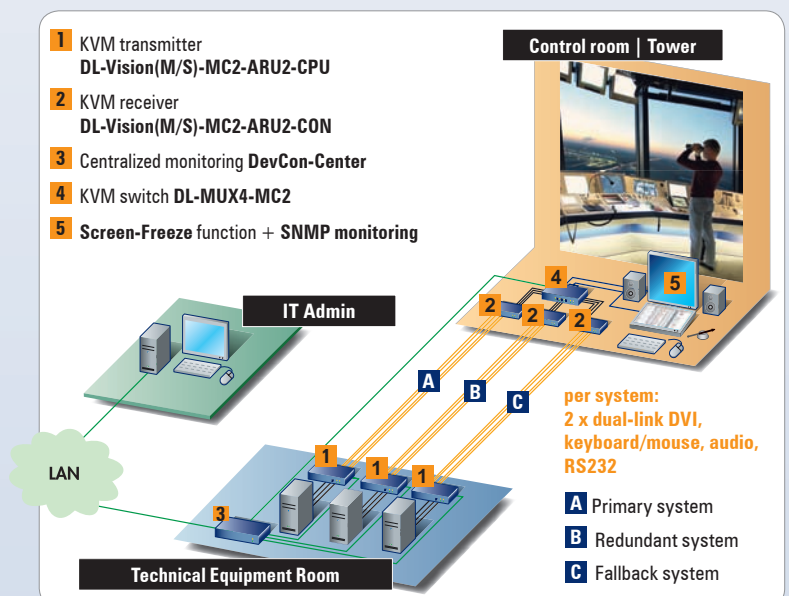 1 KVM transmitter
DL-Vision(M/S)-MC2-ARU2-CPU
2 KVM receiver
DL-Vision(M/S)-MC2-ARU2-CON
3 Centralized monitoring DevCon-Center
4 KVM switch DL-MUX4-MC2
5 Screen-Freeze function + SNMP monitoring
Control room | Tower
4
5
2
2
2
IT Admin
A
B
C
per system:
2 x dual-link DVI,
keyboard/mouse, audio,
RS232
LAN
1
1
1
3
A Primary system
B Redundant system
C Fallback system
Technical Equipment Room